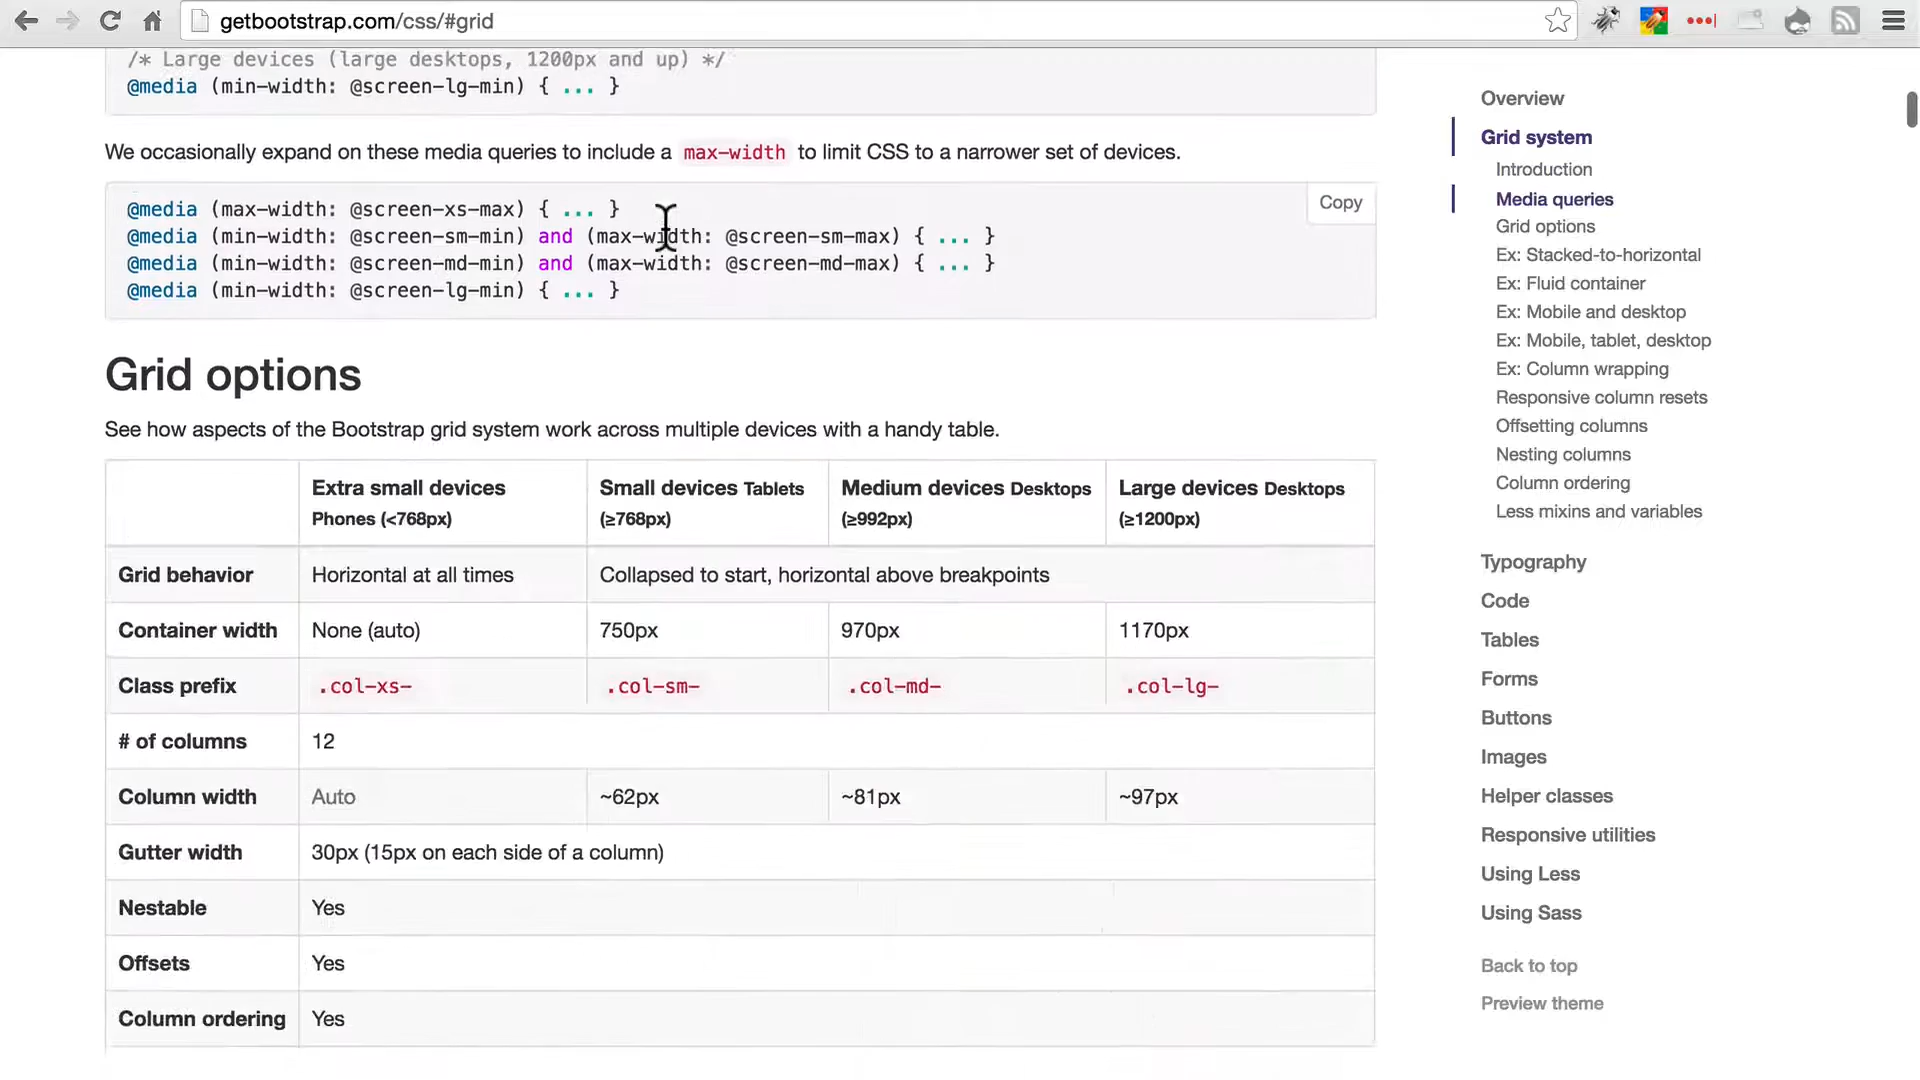 getbootstrap.com/css/#grid
/* Large devices (large desktops, 1200px and up) */
@media (min-width: @screen-lg-min) { ... }
We occasionally expand on these media queries to include a max-width to limit CSS to a narrower set of devices.
Copy
@media (max-width: @screen-xs-max) { ... }
@media (min-width: @screen-sm-min) and (max-width: @screen-sm-max) { ... }
@media (min-width: @screen-md-min) and (max-width: @screen-md-max) { ... }
@media (min-width: @screen-lg-min) { ... }
Grid options
See how aspects of the Bootstrap grid system work across multiple devices with a handy table.
Extra small devices Small devices Tablets Medium devices Desktops Large devices Desktops
Phones (<768px) (≥768px) (≥992px) (≥1200px)
Grid behavior Horizontal at all times Collapsed to start, horizontal above breakpoints
Container width None (auto) 750px 970px 1170px
Class prefix .col-xs- .col-sm- .col-md- .col-lg-
# of columns 12
Column width Auto ~62px ~81px ~97px
Gutter width 30px (15px on each side of a column)
Nestable Yes
Offsets Yes
Column ordering Yes
Overview
Grid system
Introduction
Media queries
Grid options
Ex: Stacked-to-horizontal
Ex: Fluid container
Ex: Mobile and desktop
Ex: Mobile, tablet, desktop
Ex: Column wrapping
Responsive column resets
Offsetting columns
Nesting columns
Column ordering
Less mixins and variables
Typography
Code
Tables
Forms
Buttons
Images
Helper classes
Responsive utilities
Using Less
Using Sass
Back to top
Preview theme